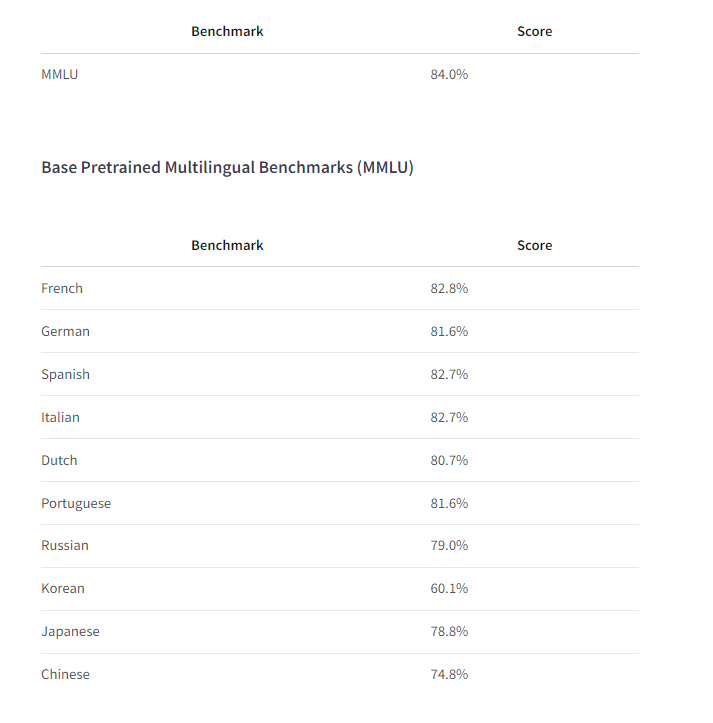 Benchmark Score
MMLU 84.0%
Base Pretrained Multilingual Benchmarks (MMLU)
Benchmark Score
French 82.8%
German 81.6%
Spanish 82.7%
Italian 82.7%
Dutch 80.7%
Portuguese 81.6%
Russian 79.0%
Korean 60.1%
Japanese 78.8%
Chinese 74.8%